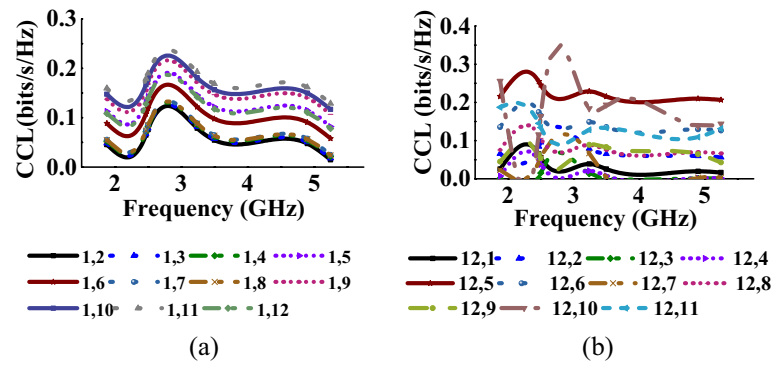 CCL(bits/s/Hz)
0.3
0.2
0.1
0.0
2 3 4 5
Frequency (GHz)
1,2 1,3 1,4 1,5
1,6 1,7 1,8 1,9
1,10 1,11 1,12
(a)
CCL (bits/s/Hz)
0.4
0.3
0.2
0.1
0.0
2 3 4 5
Frequency (GHz)
12,1 12,2 12,3 12,4
12,5 12,6 12,7 12,8
12,9 12,10 12,11
(b)